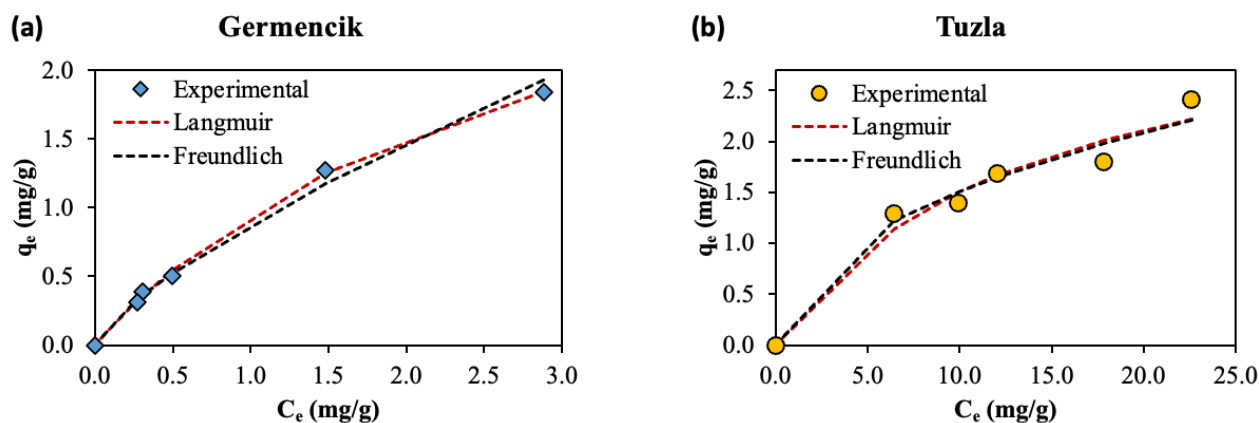 (a) Germencik
2.0
1.5
1.0
0.5
0.0
qe (mg/g)
Experimental
Langmuir
Freundlich
0.0 0.5 1.0 1.5 2.0 2.5 3.0
Ce (mg/g)
(b) Tuzla
2.5
2.0
1.5
1.0
0.5
0.0
qe (mg/g)
Experimental
Langmuir
Freundlich
0.0 5.0 10.0 15.0 20.0 25.0
Ce (mg/g)